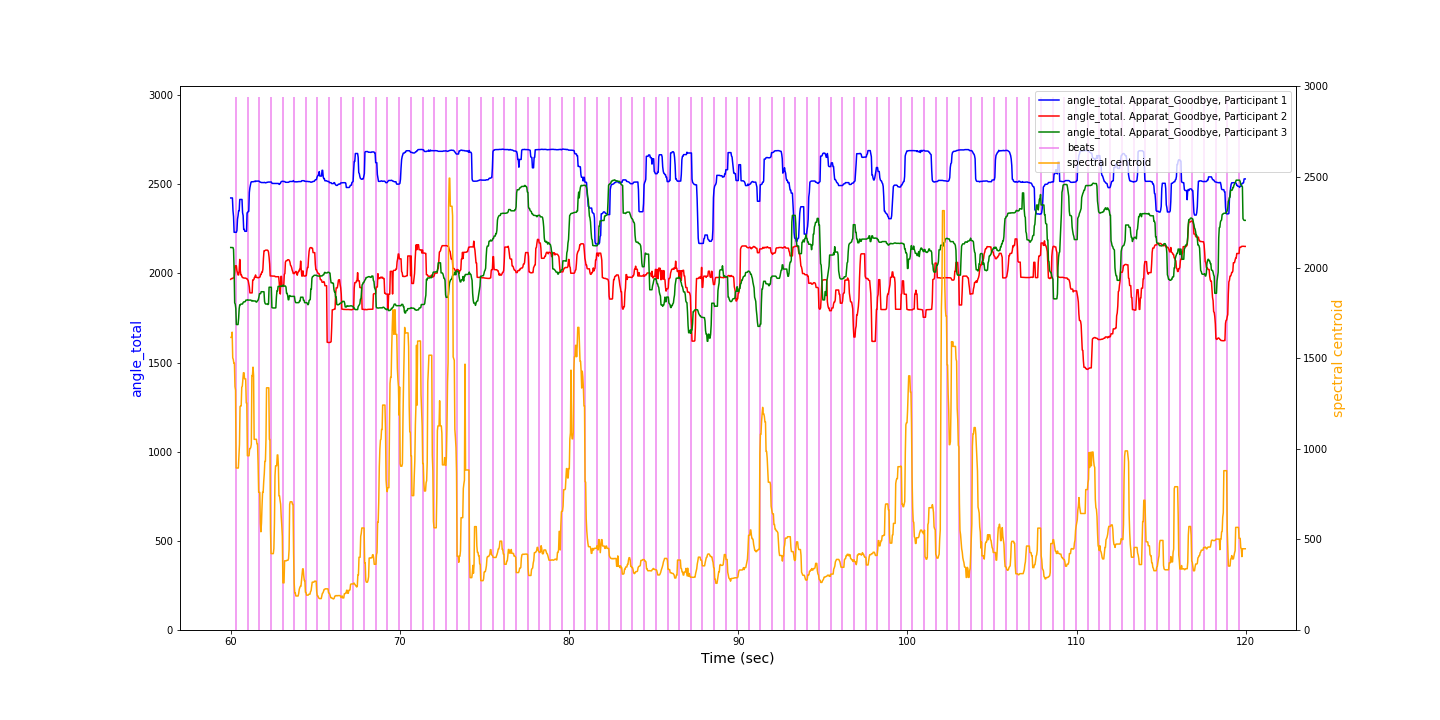 angle_total. Apparat_Goodbye, Participant 1
angle_total. Apparat_Goodbye, Participant 2
angle_total. Apparat_Goodbye, Participant 3
beats
spectral centroid
angle_total
3000
2500
2000
1500
1000
500
0
spectral centroid
3000
2500
2000
1500
1000
500
0
60 70 80 90 100 110 120
Time (sec)